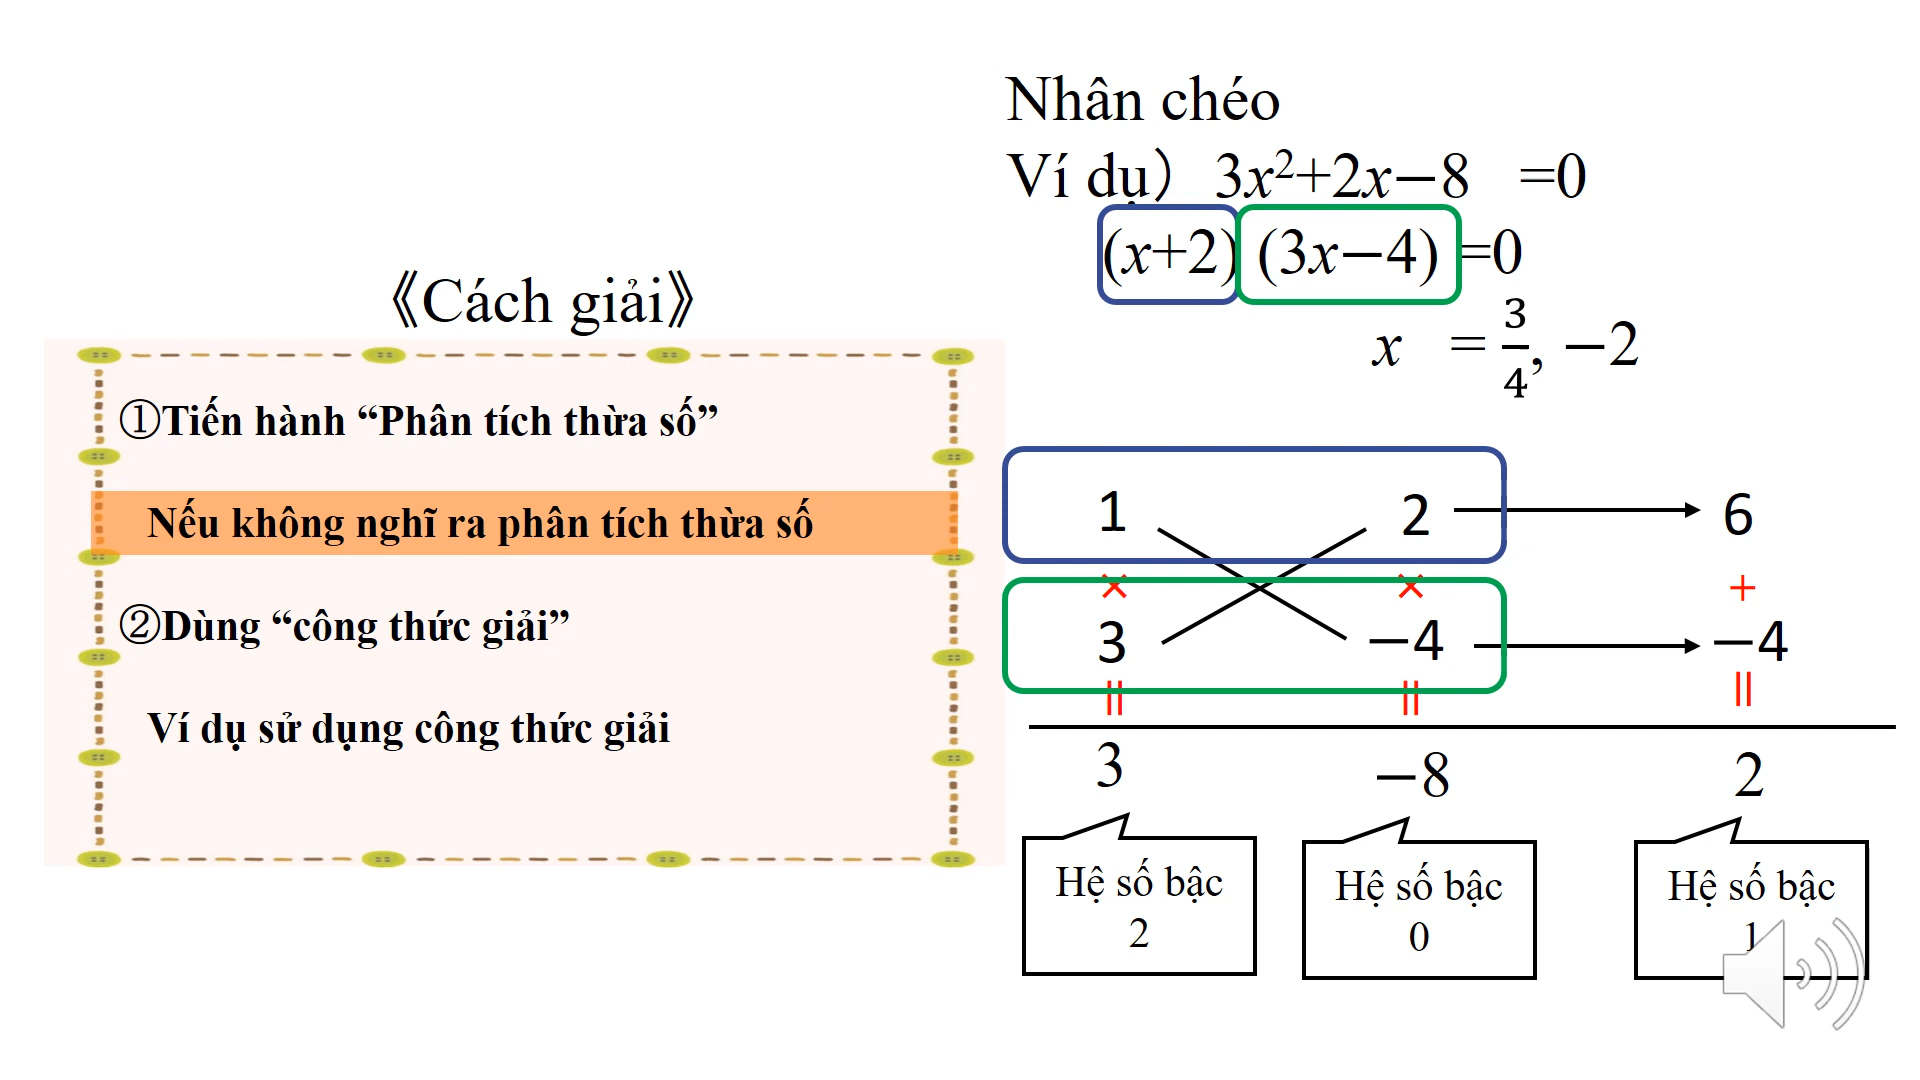 《Cách giải》
①Tiến hành “Phân tích thừa số”
Nếu không nghĩ ra phân tích thừa số
②Dùng “công thức giải”
Ví dụ sử dụng công thức giải
Nhân chéo
Ví dụ） 3x²+2x−8 =0
(x+2) (3x−4) =0
x = 3/4, −2
1 2 6
× × +
3 −4 −4
= = =
3 −8 2
Hệ số bậc
2
Hệ số bậc
0
Hệ số bậc
1